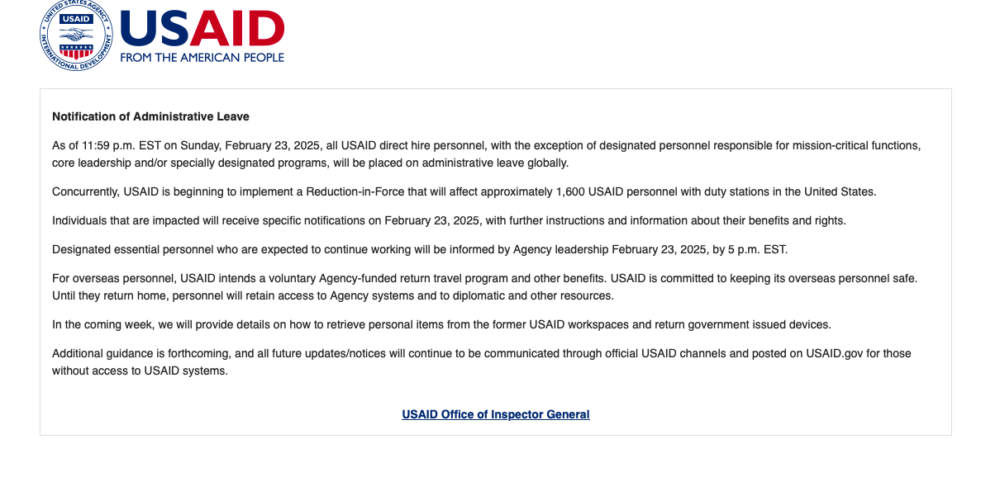 UNITED STATES AGENCY
USAID
INTERNATIONAL DEVELOPMENT
USAID
FROM THE AMERICAN PEOPLE
Notification of Administrative Leave
As of 11:59 p.m. EST on Sunday, February 23, 2025, all USAID direct hire personnel, with the exception of designated personnel responsible for mission-critical functions,
core leadership and/or specially designated programs, will be placed on administrative leave globally.
Concurrently, USAID is beginning to implement a Reduction-in-Force that will affect approximately 1,600 USAID personnel with duty stations in the United States.
Individuals that are impacted will receive specific notifications on February 23, 2025, with further instructions and information about their benefits and rights.
Designated essential personnel who are expected to continue working will be informed by Agency leadership February 23, 2025, by 5 p.m. EST.
For overseas personnel, USAID intends a voluntary Agency-funded return travel program and other benefits. USAID is committed to keeping its overseas personnel safe.
Until they return home, personnel will retain access to Agency systems and to diplomatic and other resources.
In the coming week, we will provide details on how to retrieve personal items from the former USAID workspaces and return government issued devices.
Additional guidance is forthcoming, and all future updates/notices will continue to be communicated through official USAID channels and posted on USAID.gov for those
without access to USAID systems.
USAID Office of Inspector General